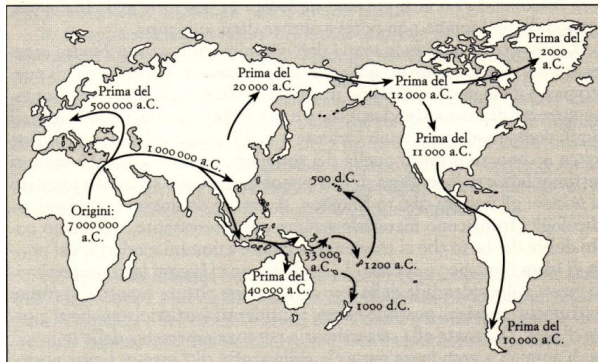 Prima del
2000
a.C.
Prima del
500 000 a.C.
Prima del
20 000 a.C.
Prima del
12 000 a.C.
Prima del
11 000 a.C.
1 000 000 a.C.
500 d.C.
Origini:
7 000 000
a.C.
33 000
a.C.
1200 a.C.
Prima del
40 000 a.C.
1000 d.C.
Prima del
10 000 a.C.